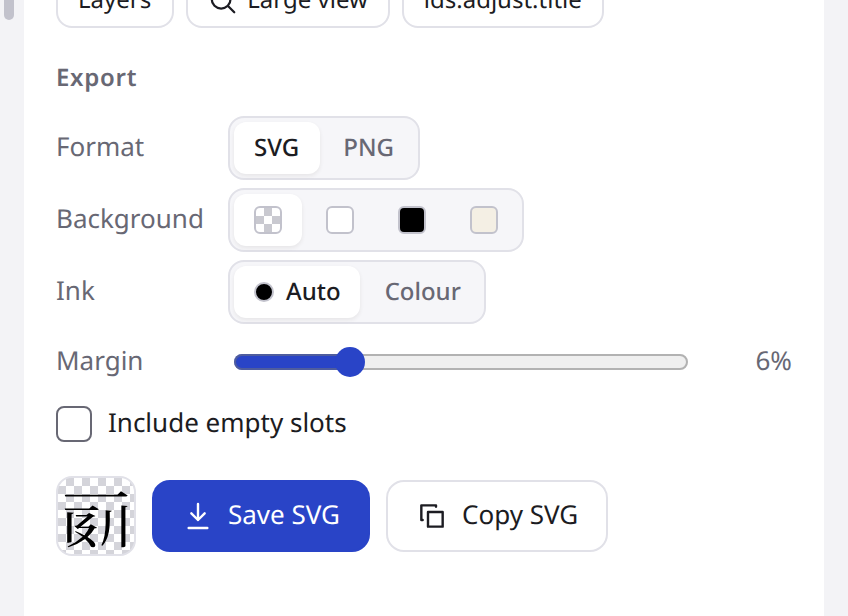 Layers Large view ids.adjust.title
Export
Format SVG PNG
Background
Ink Auto Colour
Margin 6%
Include empty slots
Save SVG Copy SVG